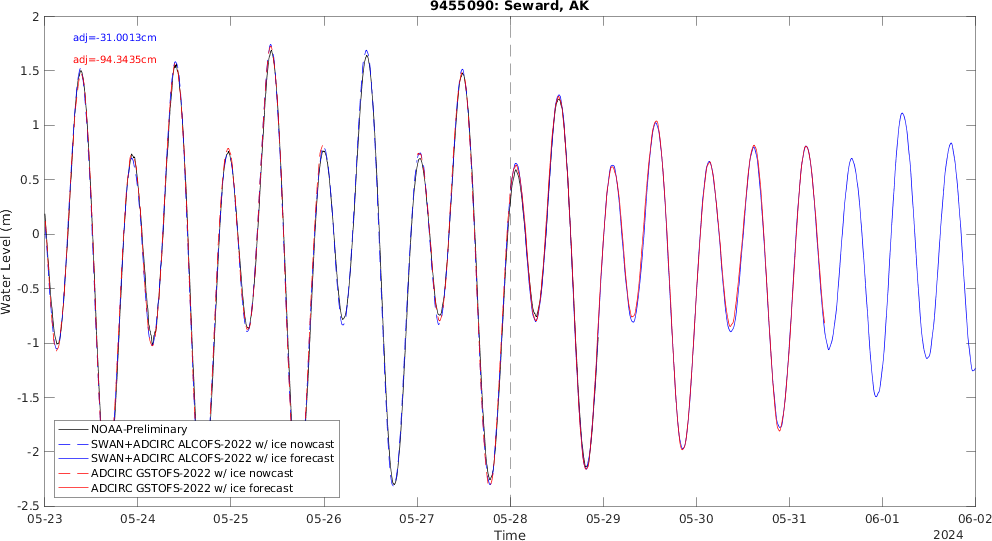 9455090: Seward, AK
adj=-31.0013cm
adj=-94.3435cm
2
1.5
1
0.5
0
-0.5
-1
-1.5
-2
-2.5
Water Level (m)
NOAA-Preliminary
SWAN+ADCIRC ALCOFS-2022 w/ ice nowcast
SWAN+ADCIRC ALCOFS-2022 w/ ice forecast
ADCIRC GSTOFS-2022 w/ ice nowcast
ADCIRC GSTOFS-2022 w/ ice forecast
05-23 05-24 05-25 05-26 05-27 05-28 05-29 05-30 05-31 06-01 06-02
Time
2024